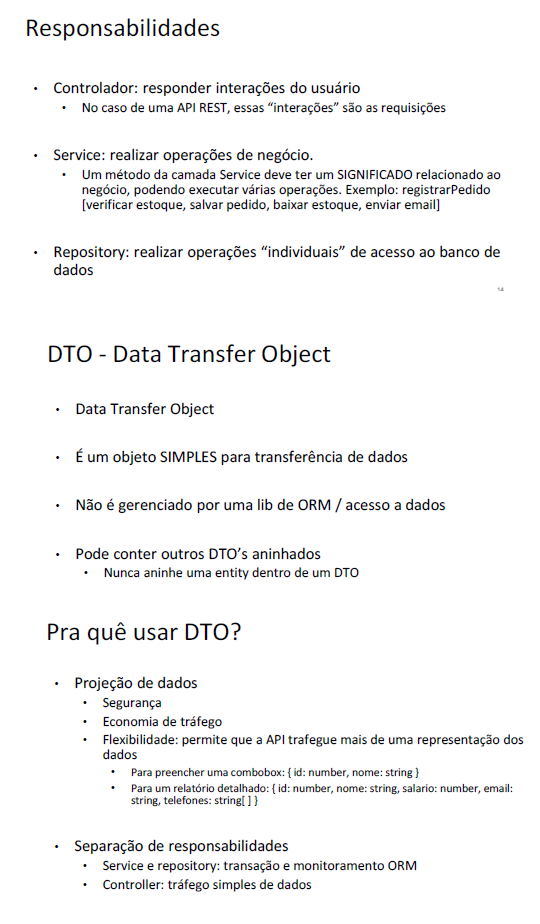 Responsabilidades
• Controlador: responder interações do usuário
• No caso de uma API REST, essas “interações” são as requisições
• Service: realizar operações de negócio.
• Um método da camada Service deve ter um SIGNIFICADO relacionado ao
negócio, podendo executar várias operações. Exemplo: registrarPedido
[verificar estoque, salvar pedido, baixar estoque, enviar email]
• Repository: realizar operações “individuais” de acesso ao banco de
dados
14
DTO - Data Transfer Object
• Data Transfer Object
• É um objeto SIMPLES para transferência de dados
• Não é gerenciado por uma lib de ORM / acesso a dados
• Pode conter outros DTO’s aninhados
• Nunca aninhe uma entity dentro de um DTO
Pra quê usar DTO?
• Projeção de dados
• Segurança
• Economia de tráfego
• Flexibilidade: permite que a API trafegue mais de uma representação dos
dados
• Para preencher uma combobox: { id: number, nome: string }
• Para um relatório detalhado: { id: number, nome: string, salario: number, email:
string, telefones: string[ ] }
• Separação de responsabilidades
• Service e repository: transação e monitoramento ORM
• Controller: tráfego simples de dados